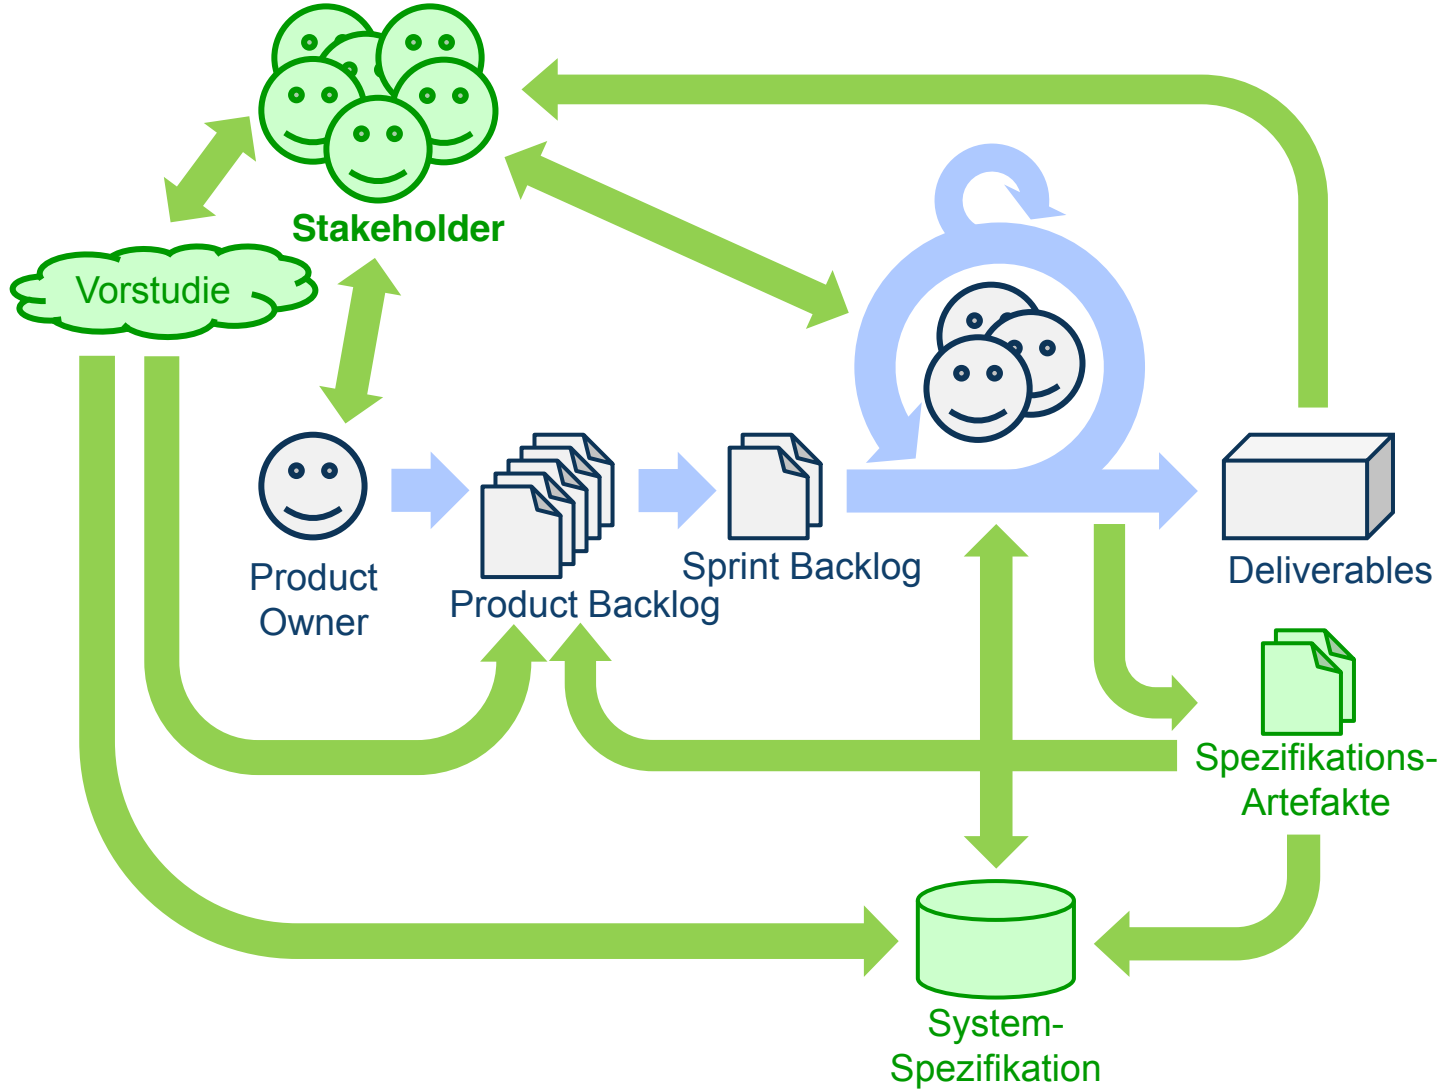 Stakeholder
Vorstudie
Product
Owner
Product Backlog
Sprint Backlog
Deliverables
Spezifikations-
Artefakte
System-
Spezifikation